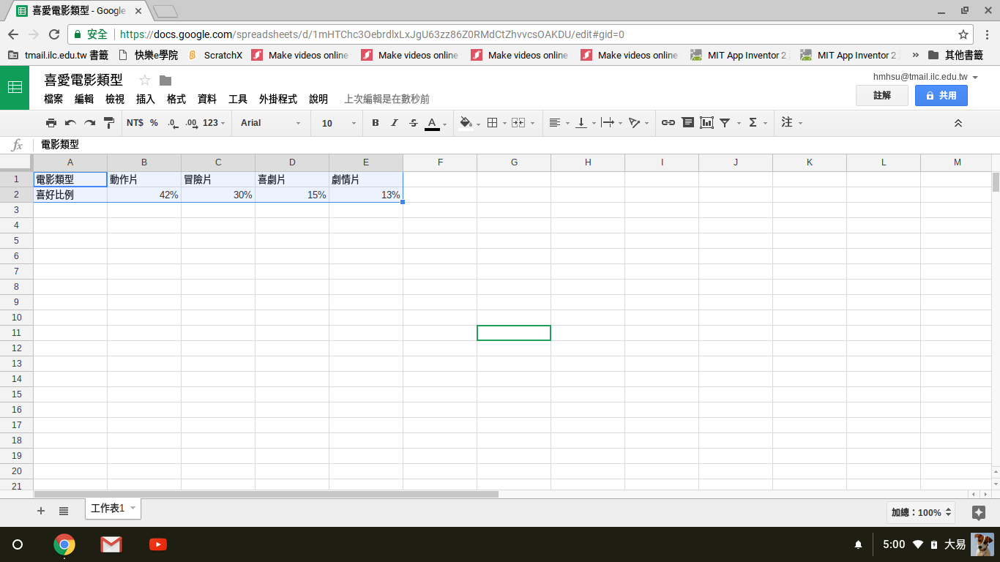 喜愛電影類型 - Google
安全 https://docs.google.com/spreadsheets/d/1mHTChc3OebrdlxLxJgU63zz86Z0RMdCtZhvvcsOAKDU/edit#gid=0
tmail.ilc.edu.tw 書籤 快樂e學院 ScratchX Make videos online Make videos online Make videos online Make videos online MIT App Inventor 2 MIT App Inventor 2 » 其他書籤
喜愛電影類型
hmhsu@tmail.ilc.edu.tw
檔案 編輯 檢視 插入 格式 資料 工具 外掛程式 說明 上次編輯是在數秒前
註解 共用
NT$ % .0 .00 123 Arial 10 B I S A Σ 注
fx 電影類型
A B C D E F G H I J K L M
1 電影類型 動作片 冒險片 喜劇片 劇情片
2 喜好比例 42% 30% 15% 13%
3
4
5
6
7
8
9
10
11
12
13
14
15
16
17
18
19
20
21
工作表1
加總：100%
5:00 大易